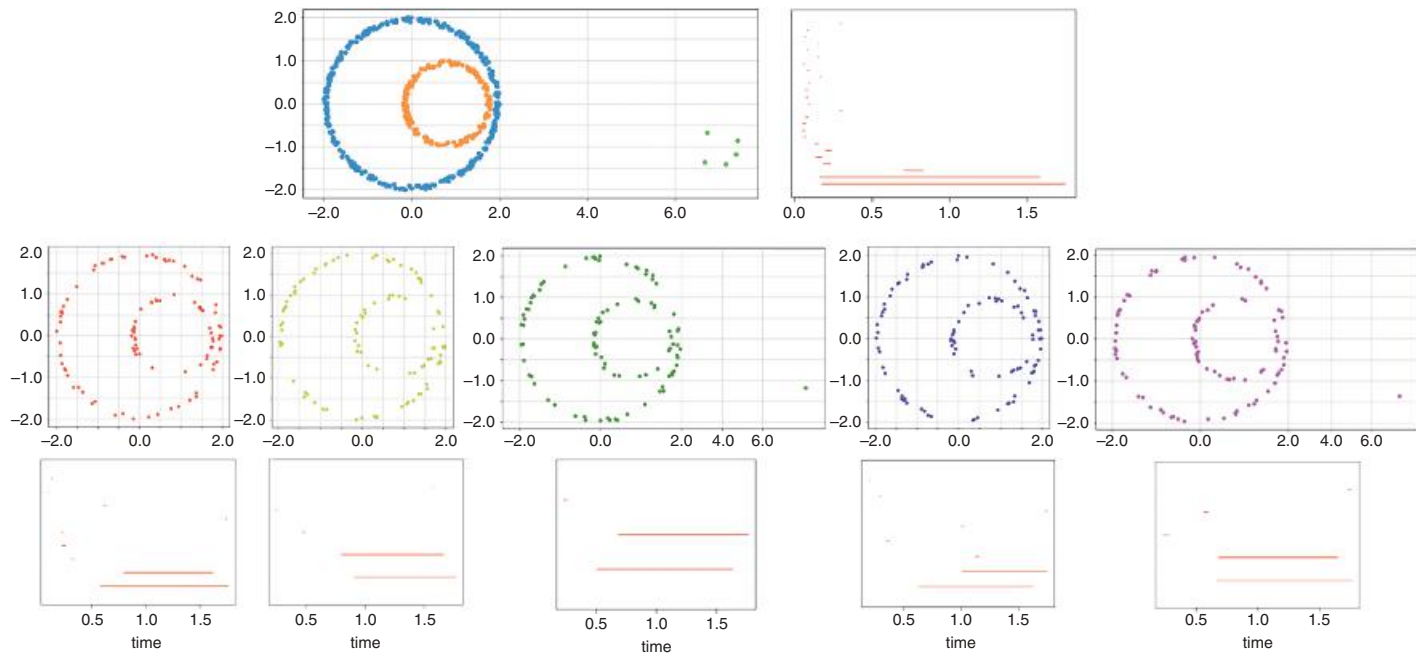 2.0
1.0
0.0
–1.0
–2.0
–2.0 0.0 2.0 4.0 6.0
0.0 0.5 1.0 1.5
2.0 2.0 2.0 2.0 2.0
1.0 1.0 1.0 1.0 1.0
0.0 0.0 0.0 0.0 0.0
–1.0 –1.0 –1.0 –1.0 –1.0
–2.0 –2.0 –2.0 –2.0 –2.0
–2.0 0.0 2.0 –2.0 0.0 2.0 –2.0 0.0 2.0 4.0 6.0 –2.0 0.0 2.0 –2.0 0.0 2.0 4.0 6.0
0.5 1.0 1.5 0.5 1.0 1.5 0.5 1.0 1.5 0.5 1.0 1.5 0.5 1.0 1.5
time time time time time